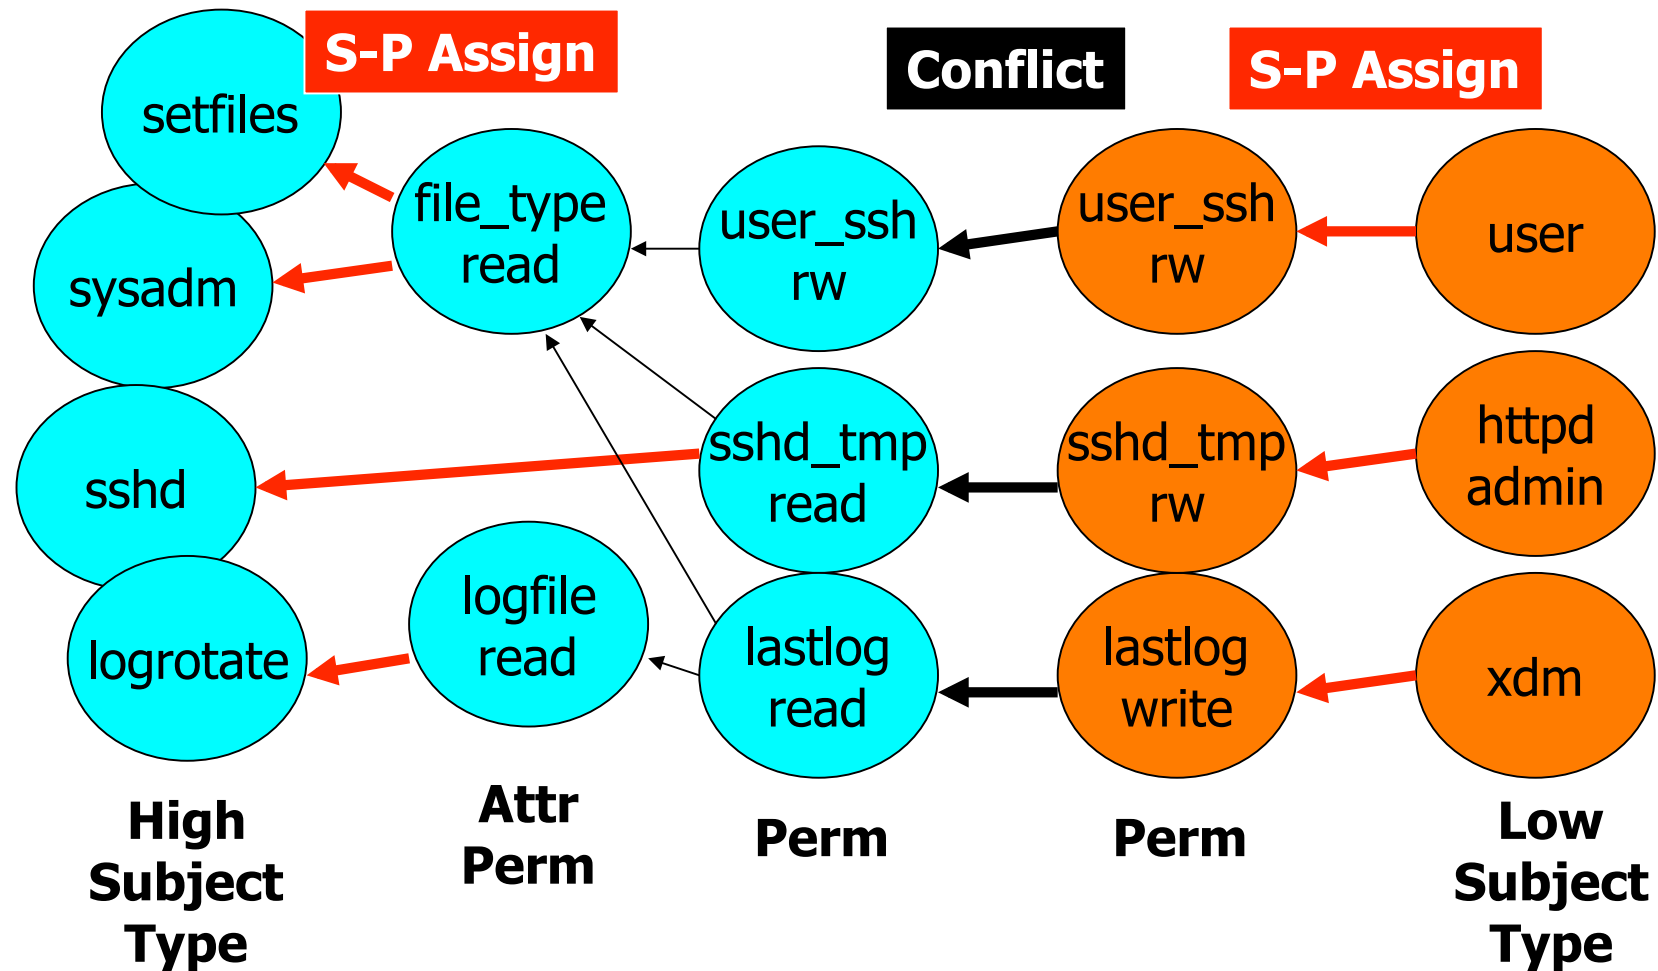 S-P Assign
Conflict
S-P Assign
setfiles
file_type
read
user_ssh
rw
user_ssh
rw
user
sysadm
sshd
sshd_tmp
read
sshd_tmp
rw
httpd
admin
logrotate
logfile
read
lastlog
read
lastlog
write
xdm
High
Subject
Type
Attr
Perm
Perm
Perm
Low
Subject
Type